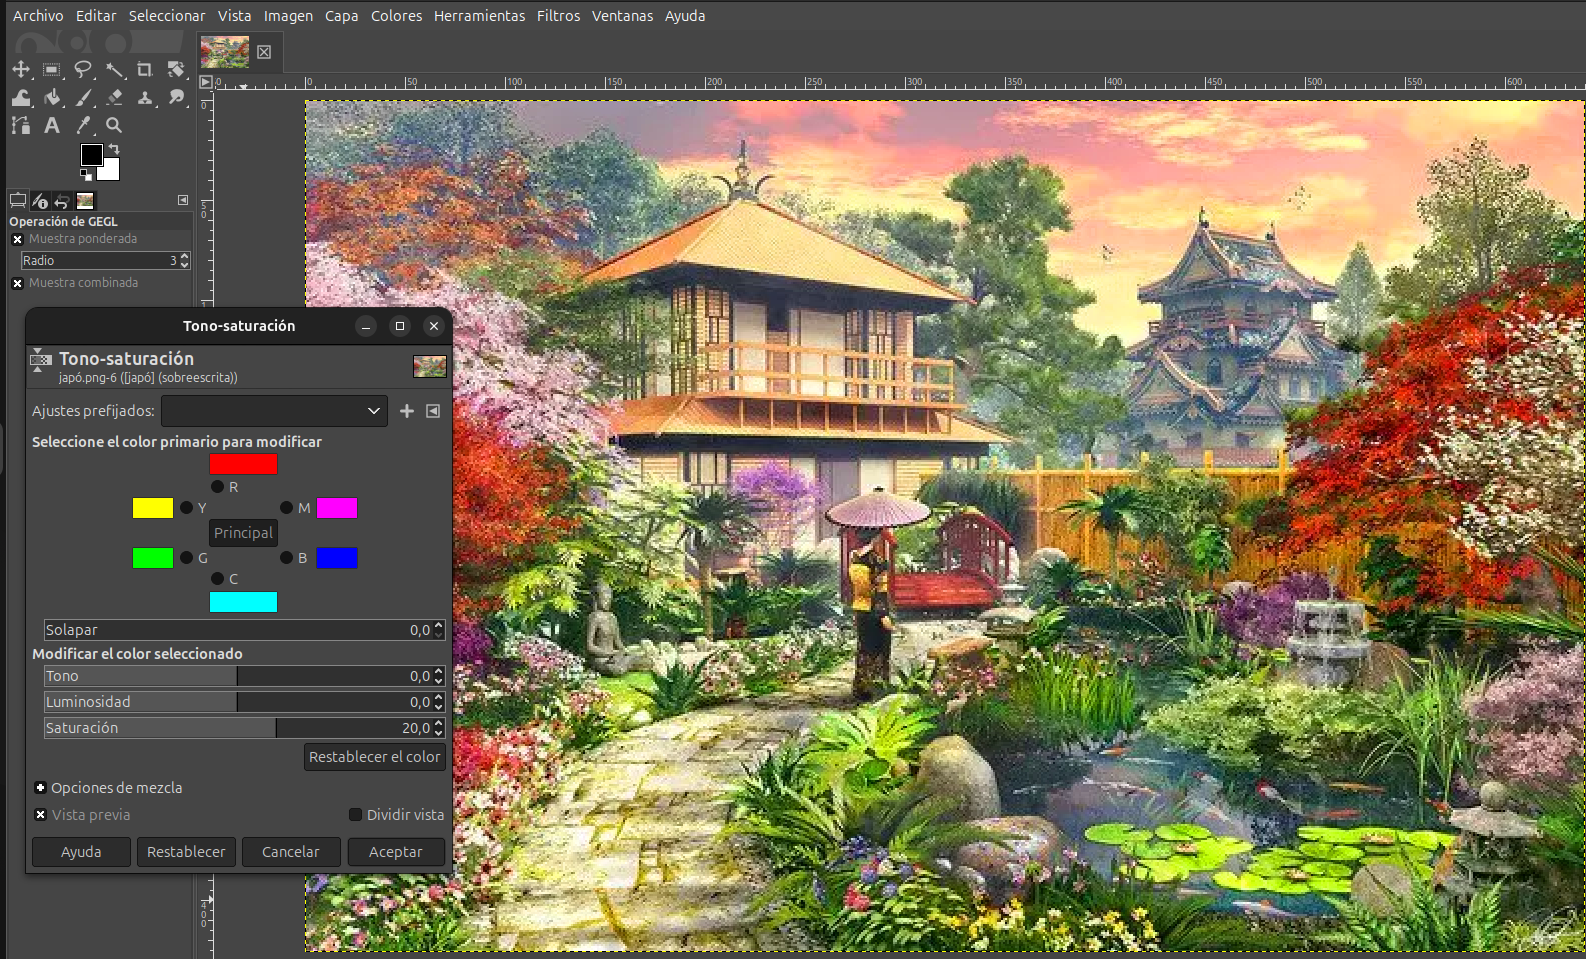 Archivo Editar Seleccionar Vista Imagen Capa Colores Herramientas Filtros Ventanas Ayuda
0 50 100 150 200 250 300 350 400 450 500 550 600
Operación de GEGL
Muestra ponderada
Radio 3
Muestra combinada
Tono-saturación
Tono-saturación
japó.png-6 ([japó] (sobreescrita))
Ajustes prefijados:
Seleccione el color primario para modificar
R
Y M
Principal
G B
C
Solapar 0,0
Modificar el color seleccionado
Tono 0,0
Luminosidad 0,0
Saturación 20,0
Restablecer el color
Opciones de mezcla
Vista previa Dividir vista
Ayuda Restablecer Cancelar Aceptar
0
50
400